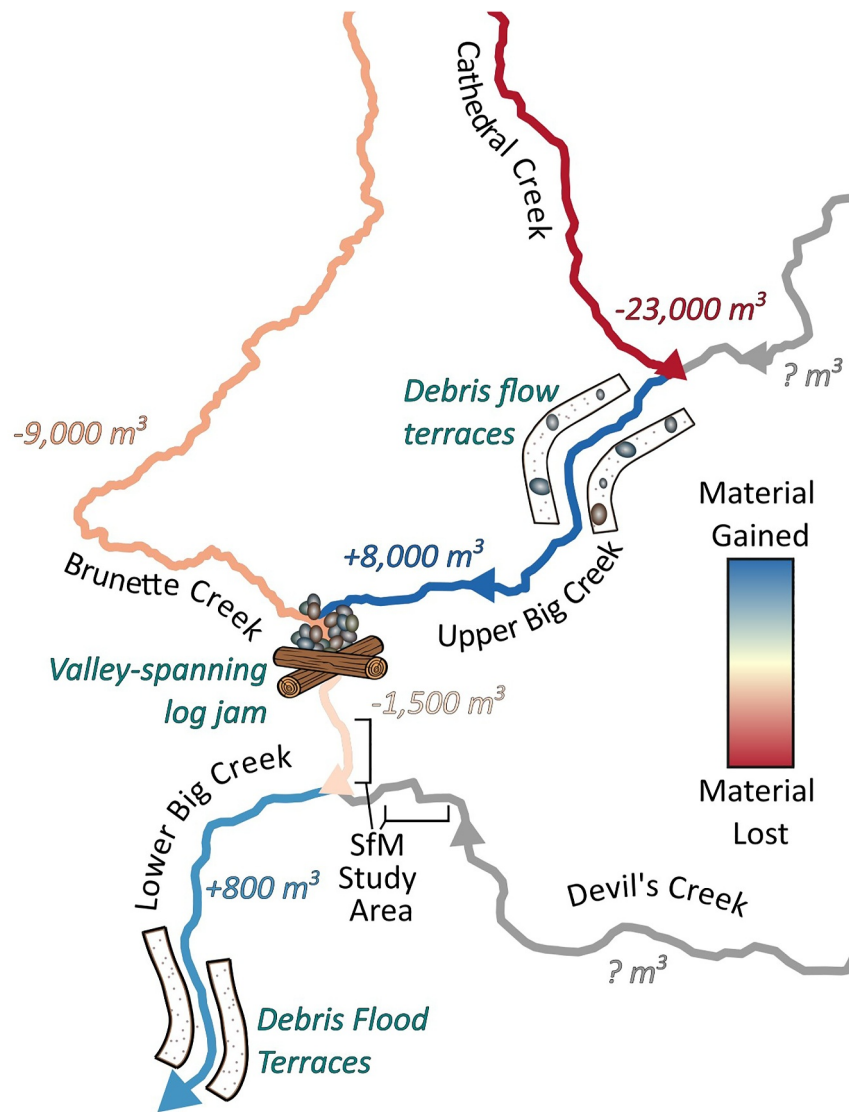 Cathedral Creek
-23,000 m³
? m³
Debris flow
terraces
-9,000 m³
Material
Gained
+8,000 m³
Brunette Creek
Upper Big Creek
Valley-spanning
log jam
-1,500 m³
Material
Lost
Lower Big Creek
SfM
Study
Area
+800 m³
Devil's Creek
? m³
Debris Flood
Terraces